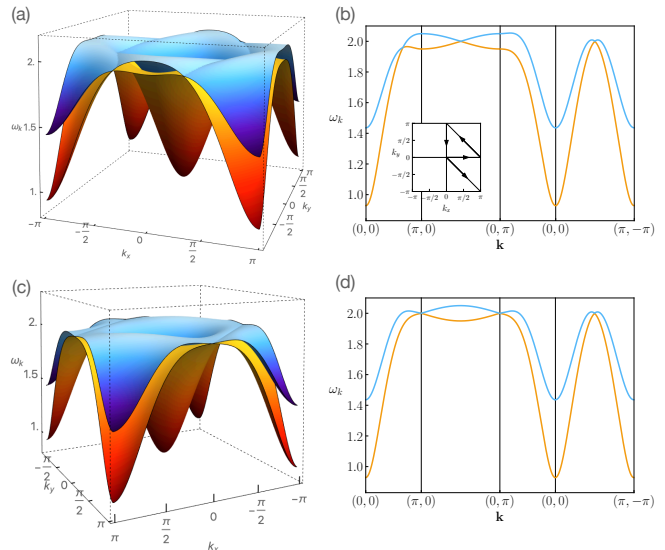 (a)
2.
ω_k 1.5
1.
−π
−π/2
0
π/2
π
k_x
−π/2
0
π/2
π
k_y
(b)
2.0
1.8
ω_k
1.6
1.4
1.2
1.0
π
π/2
k_y 0
−π/2
−π
−π −π/2 0 π/2 π
k_x
(0, 0) (π, 0) (0, π) (0, 0) (π, −π)
k
(c)
2.
ω_k
1.5
1.
−π/2
k_y 0
π/2
π
π
π/2
0
−π/2
−π
k_x
(d)
2.0
1.8
ω_k
1.6
1.4
1.2
1.0
(0, 0) (π, 0) (0, π) (0, 0) (π, −π)
k